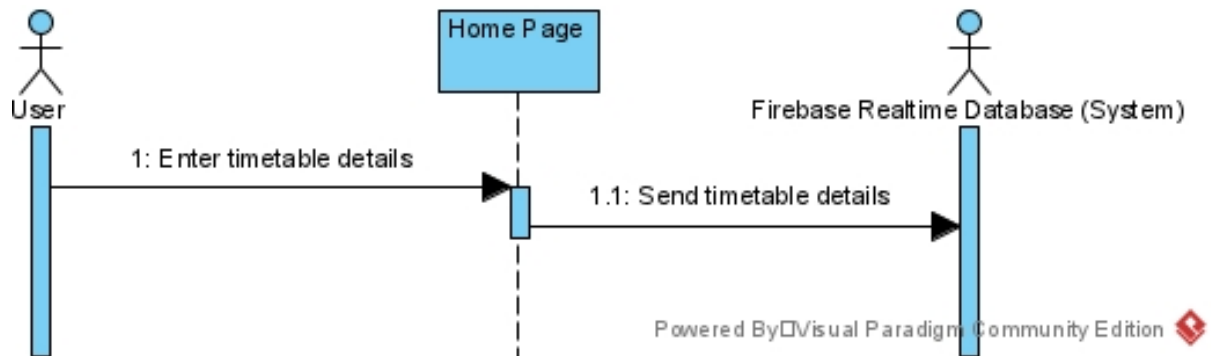 Home Page
User
Firebase Realtime Database (System)
1: Enter timetable details
1.1: Send timetable details
Powered By□Visual Paradigm Community Edition